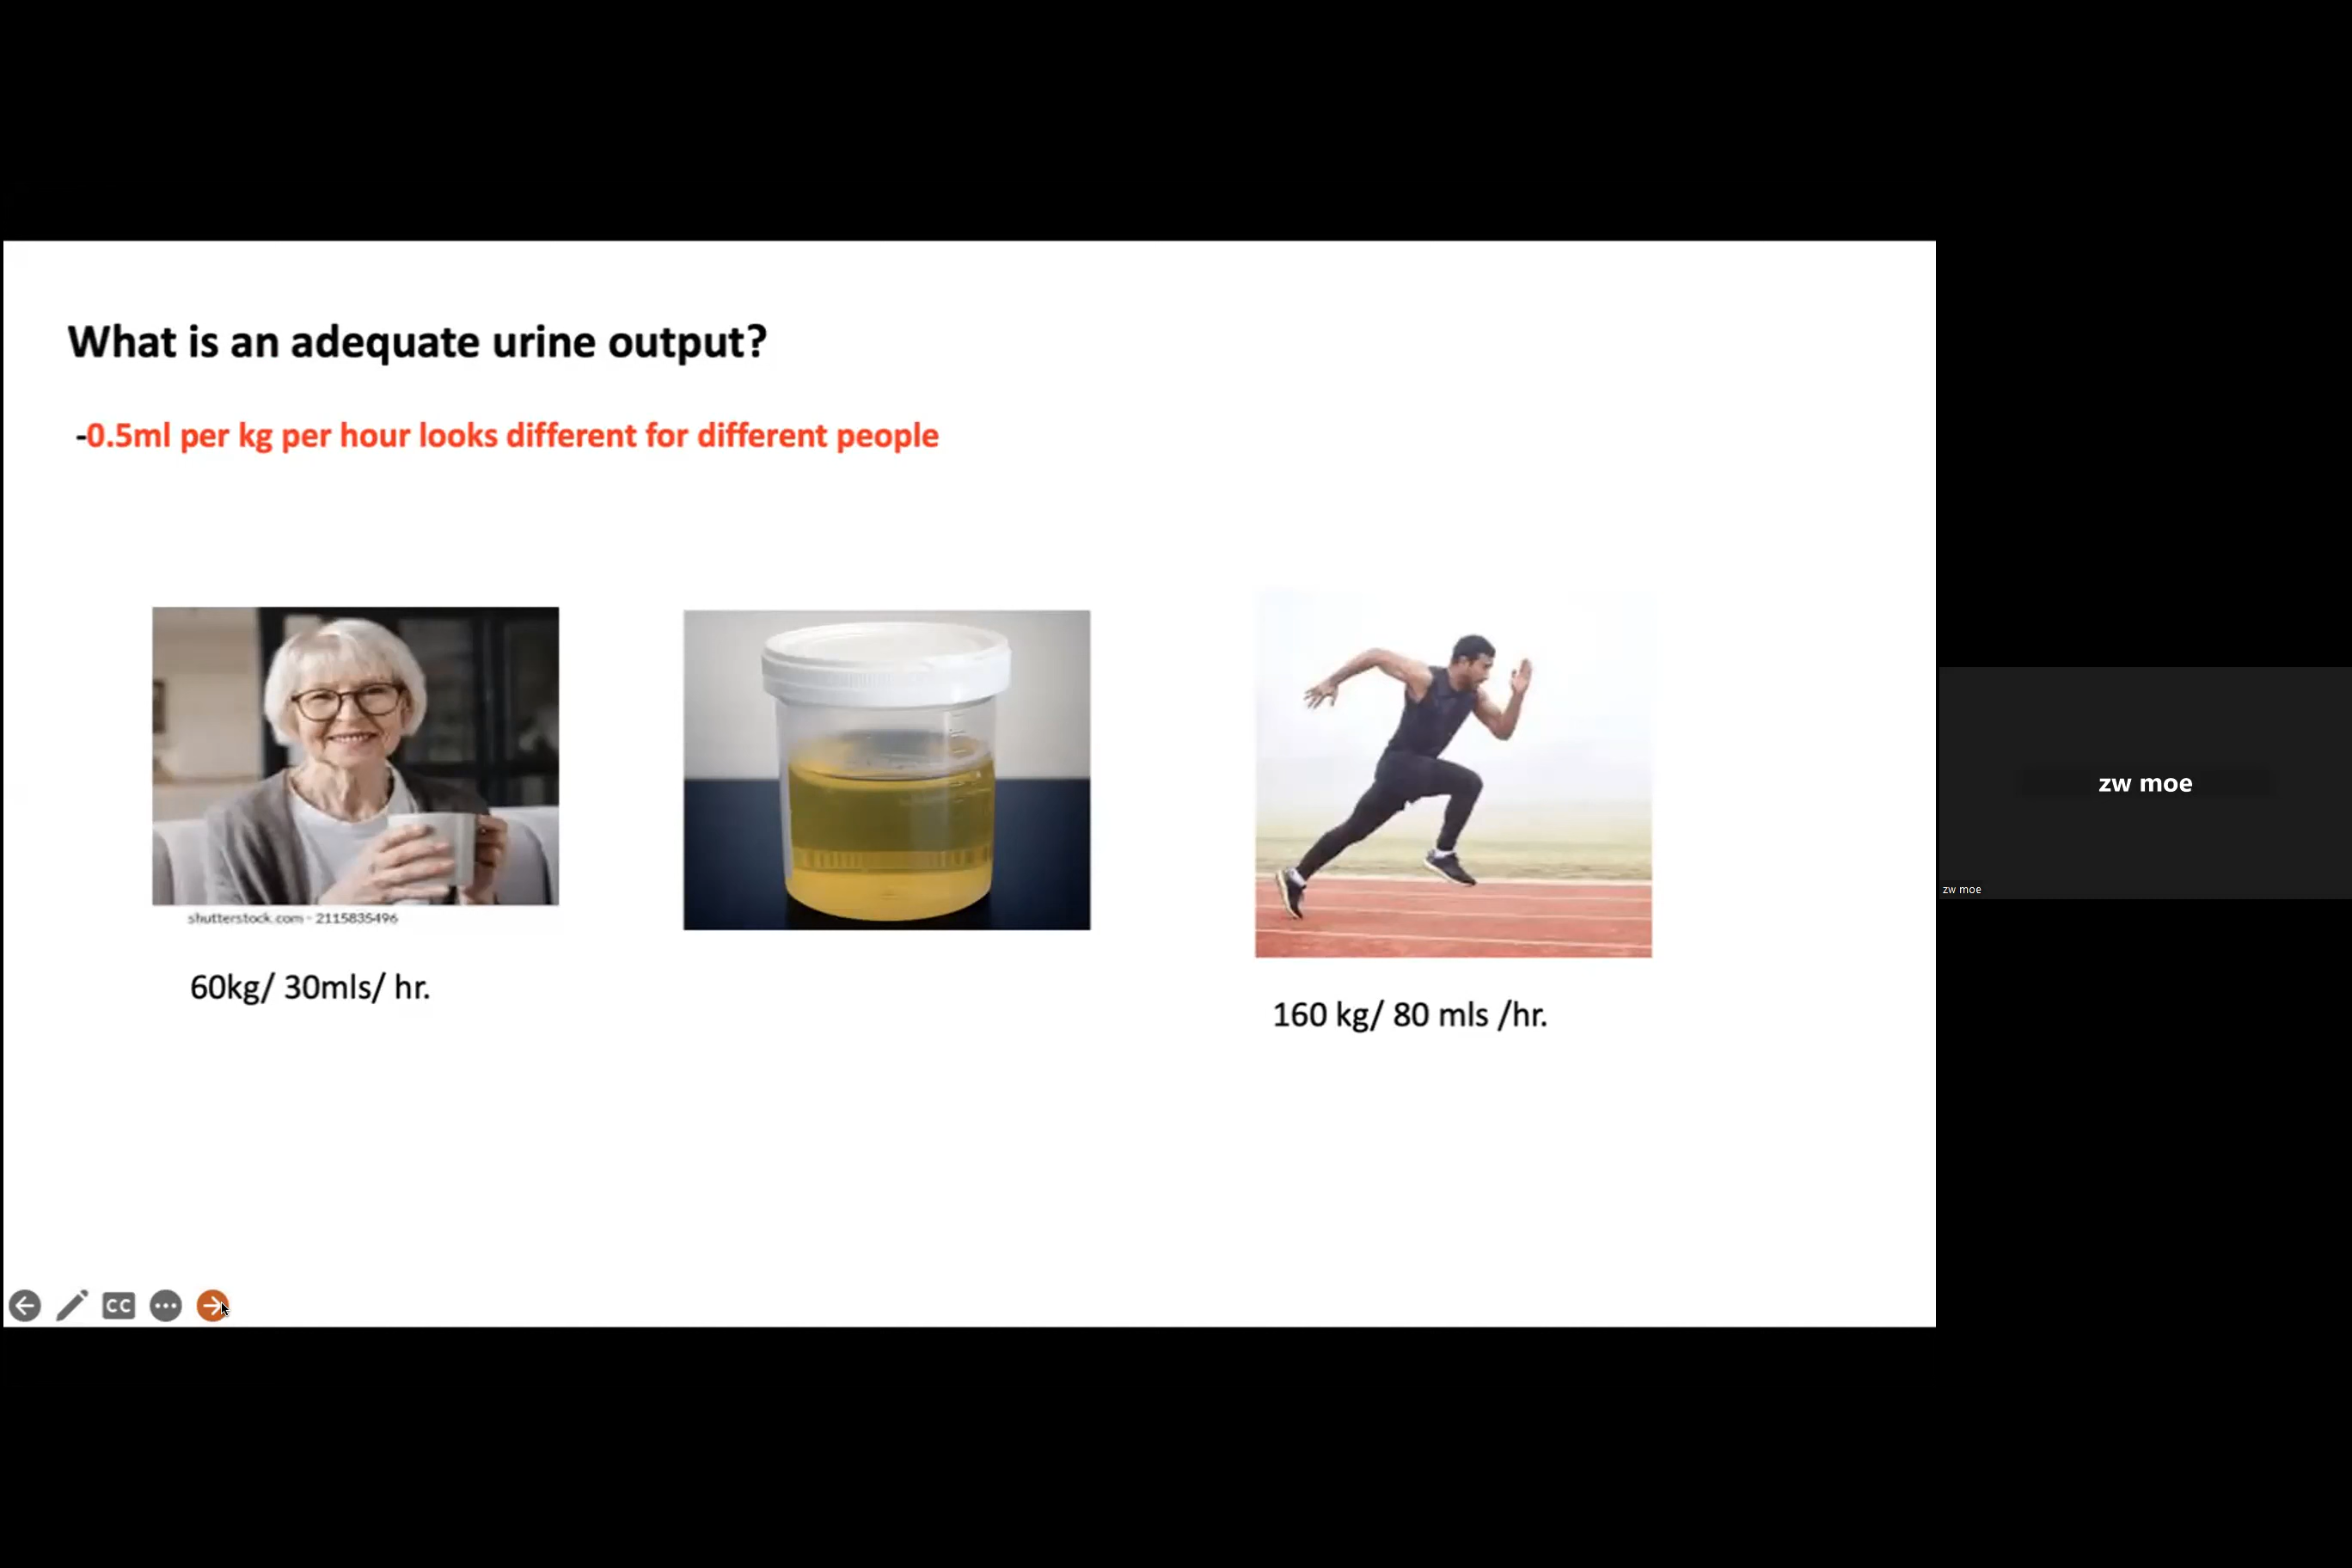 What is an adequate urine output?
-0.5ml per kg per hour looks different for different people
shutterstock.com - 2115835496
60kg/ 30mls/ hr.
160 kg/ 80 mls /hr.
zw moe
zw moe
CC